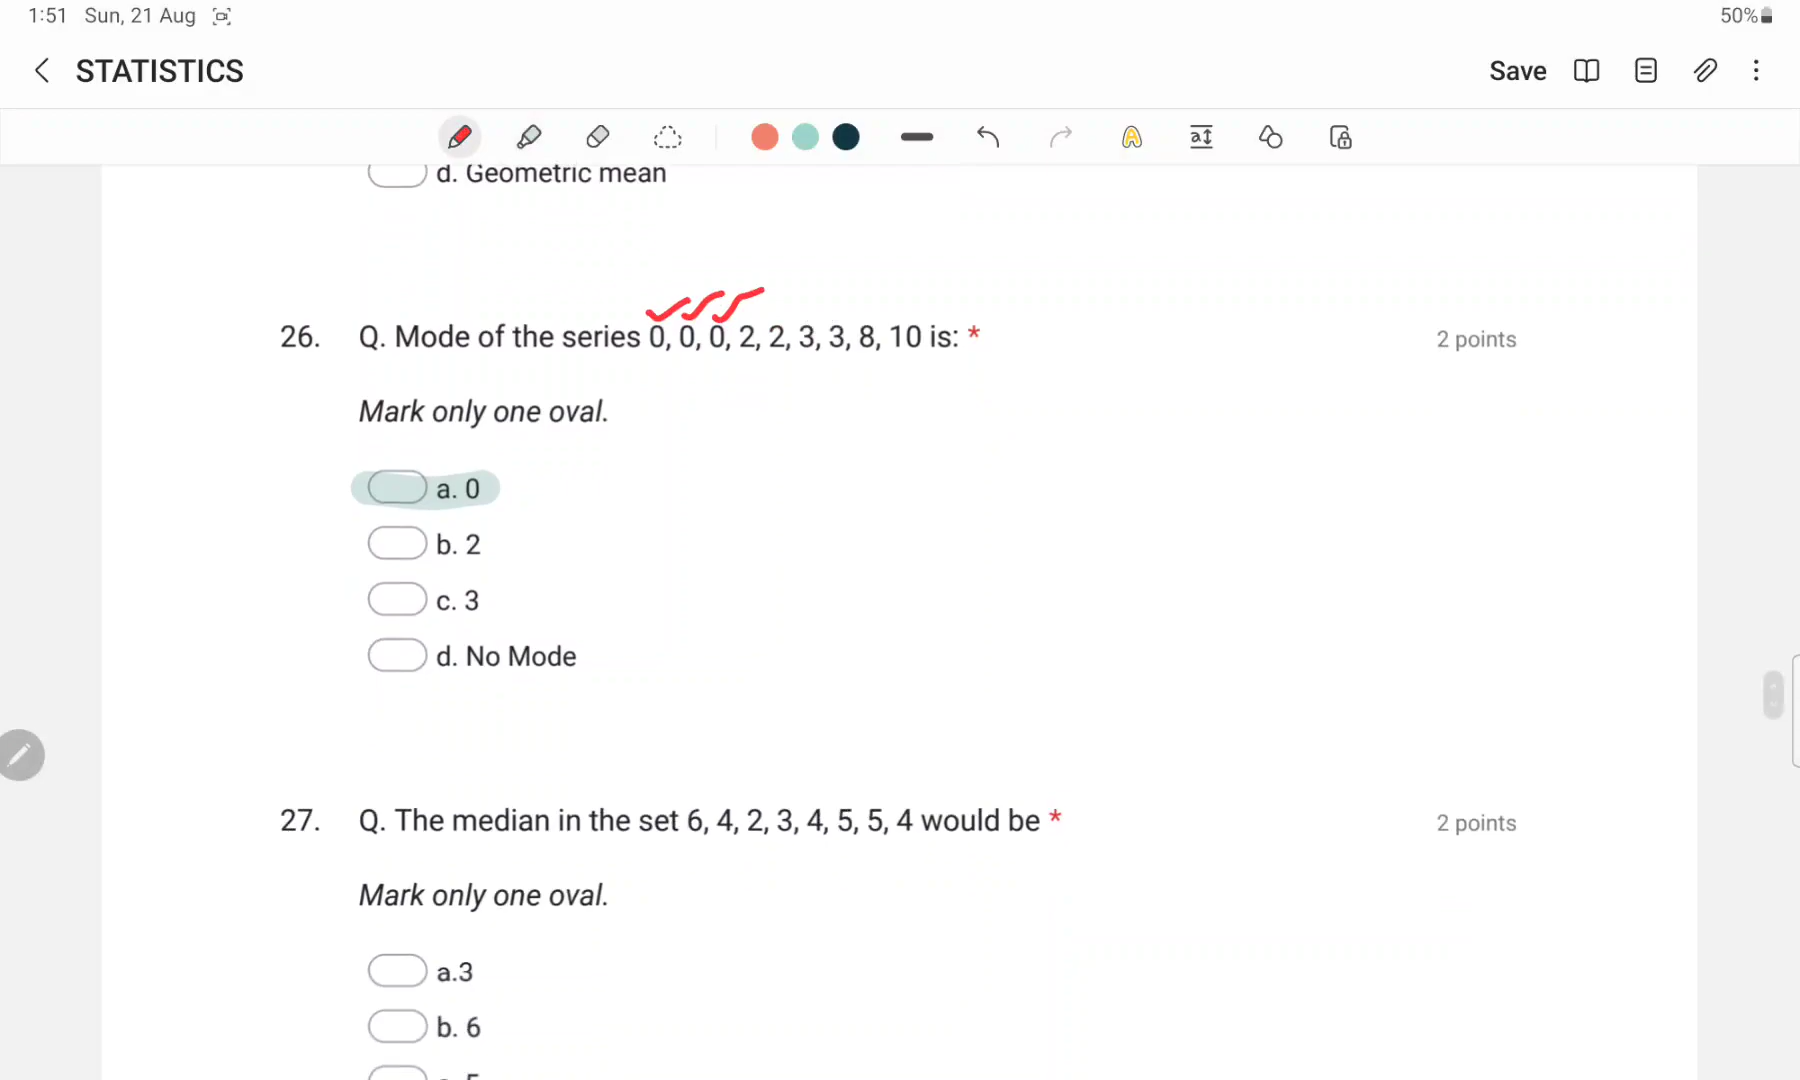 1:51 Sun, 21 Aug
50%
STATISTICS
Save
d. Geometric mean
26. Q. Mode of the series 0, 0, 0, 2, 2, 3, 3, 8, 10 is: * 2 points
Mark only one oval.
a. 0
b. 2
c. 3
d. No Mode
27. Q. The median in the set 6, 4, 2, 3, 4, 5, 5, 4 would be * 2 points
Mark only one oval.
a.3
b. 6